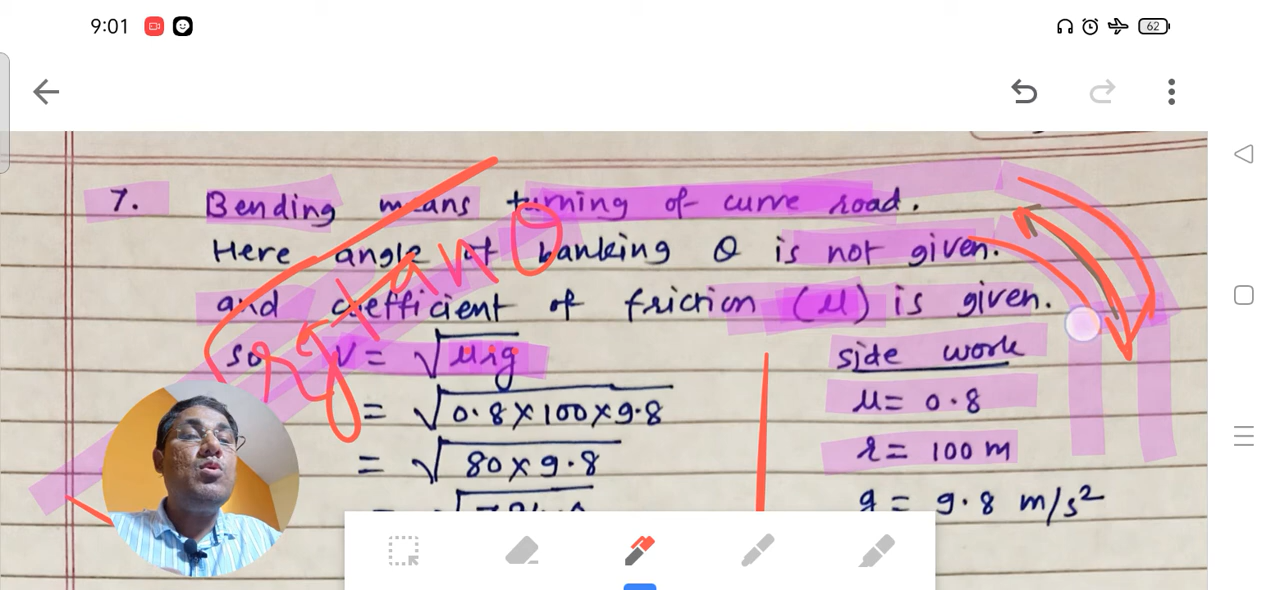 9:01
62
7. Bending means turning of curve road.
Here angle of banking θ is not given.
and coefficient of friction (μ) is given.
so, V = √μrg
= √0.8×100×9.8
= √80×9.8
side work
μ = 0.8
r = 100 m
g = 9.8 m/s²
rg tan θ